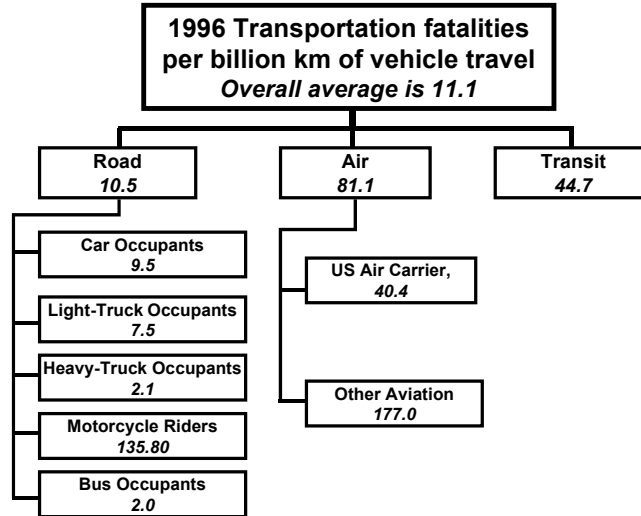 1996 Transportation fatalities
per billion km of vehicle travel
Overall average is 11.1
Road
10.5
Air
81.1
Transit
44.7
Car Occupants
9.5
Light-Truck Occupants
7.5
Heavy-Truck Occupants
2.1
Motorcycle Riders
135.80
Bus Occupants
2.0
US Air Carrier,
40.4
Other Aviation
177.0